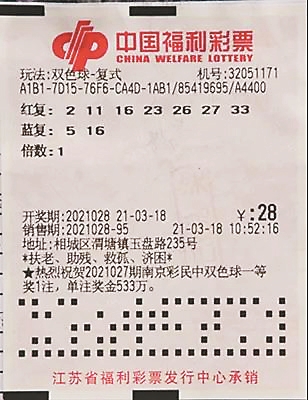 中国福利彩票
CHINA WELFARE LOTTERY
玩法:双色球-复式 机号:32051171
A1B1-7D15-76F6-CA4D-1AB1/85419695/A4400
红复: 2 11 16 23 26 27 33
蓝复: 5 16
倍数:1
开奖期:2021028 21-03-18 ¥:28
销售期:2021028-95 21-03-18 10:52:16
地址:相城区渭塘镇玉盘路235号
*扶老、助残、救孤、济困*
★热烈祝贺2021027期南京彩民中双色球一等
奖1注,单注奖金533万。
江苏省福利彩票发行中心承销